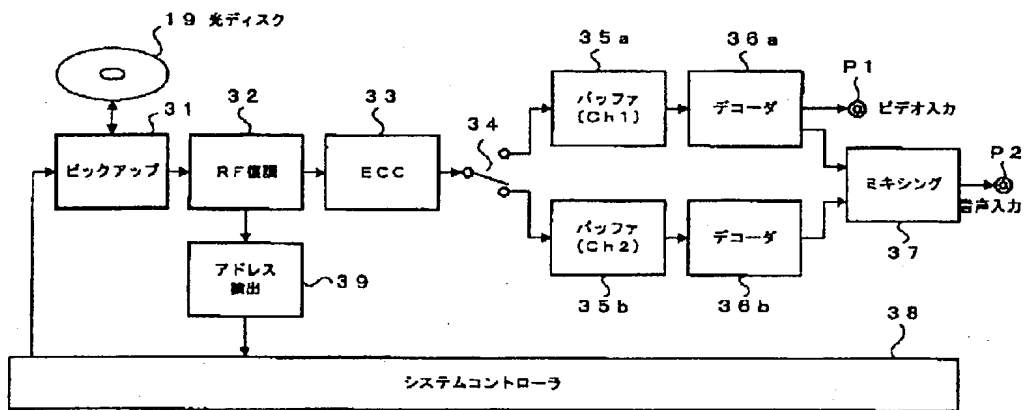 19 光ディスク
31
32
33
34
35a
36a
P1
ピックアップ
RF復調
ECC
バッファ
(Ch1)
デコーダ
ビデオ入力
P2
ミキシング
音声入力
37
バッファ
(Ch2)
デコーダ
35b
36b
アドレス
検出
39
38
システムコントローラ